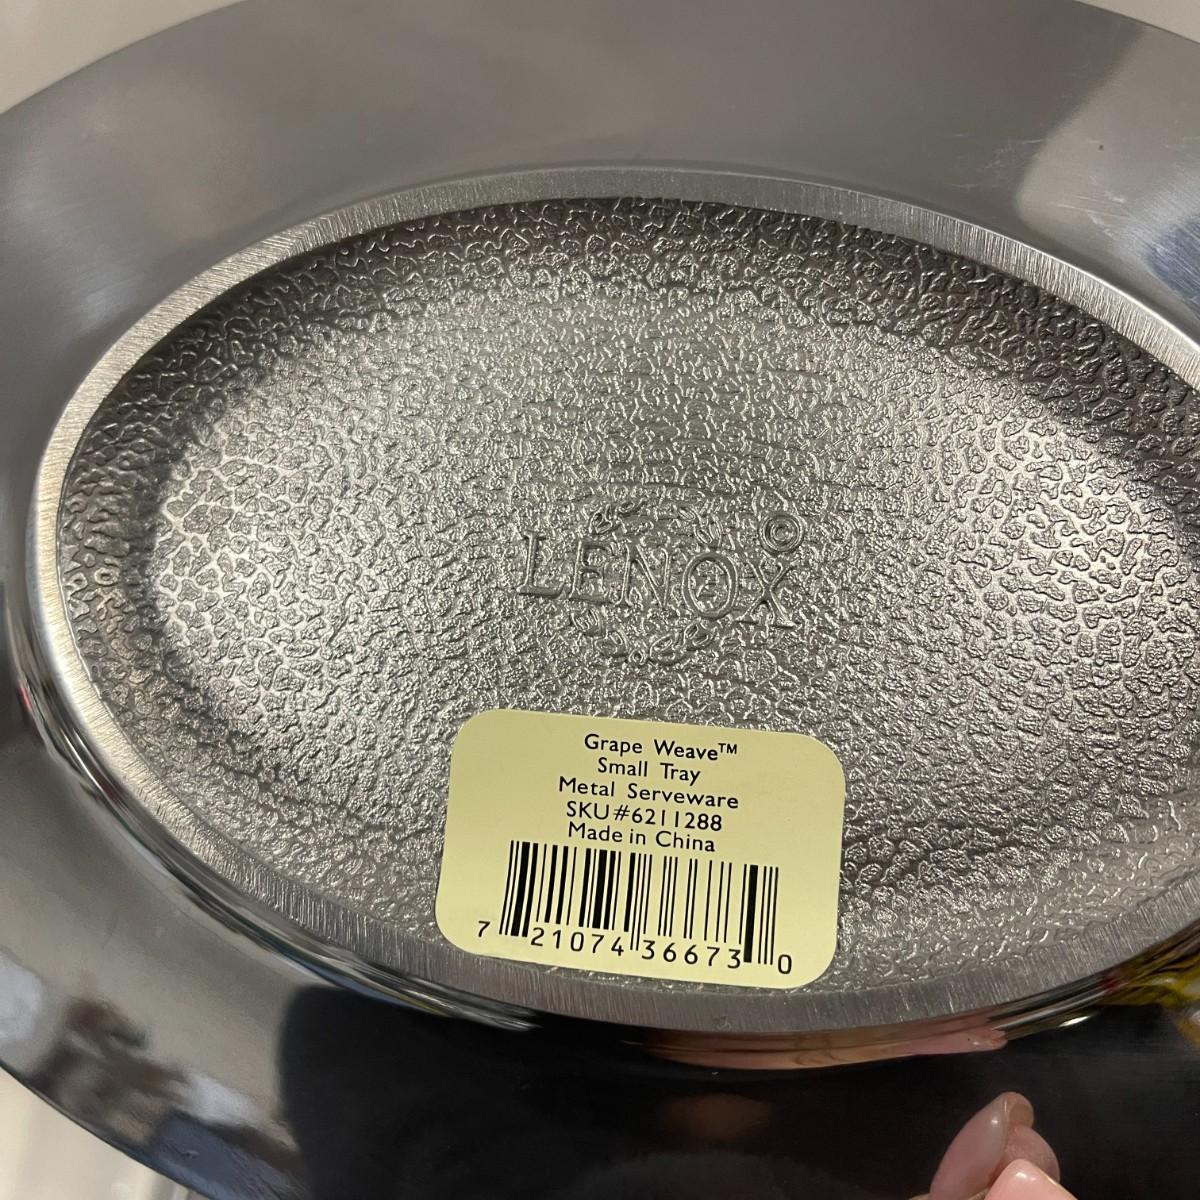 ©
LENOX
Grape Weave™
Small Tray
Metal Serveware
SKU#6211288
Made in China
7 21074 36673 0